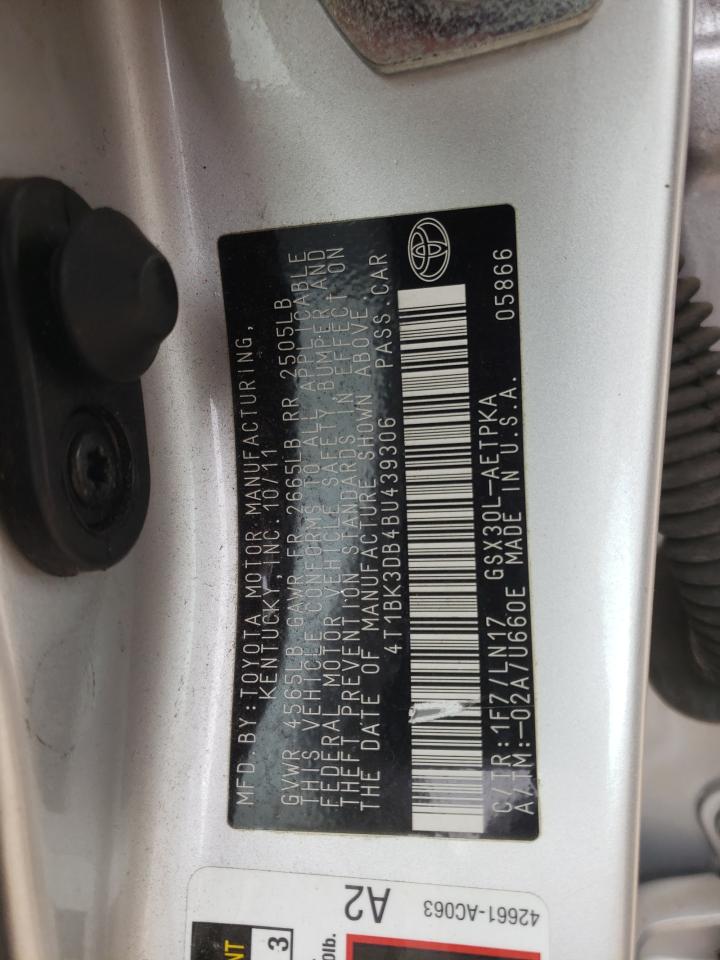 MFD.BY:TOYOTA MOTOR MANUFACTURING,
KENTUCKY, INC.10/11
GVWR 4565LB GAWR FR 2665LB RR 2505LB
THIS VEHICLE CONFORMS TO ALL APPLICABLE
FEDERAL MOTOR VEHICLE SAFETY, BUMPER AND
THEFT PREVENTION STANDARDS IN EFFECT ON
THE DATE OF MANUFACTURE SHOWN ABOVE.
4T1BK3DB4BU439306 PASS.CAR
C/TR:1F7/LN17 GSX30L-AETPKA 05866
A/TM:-02A/U660E MADE IN U.S.A.
A2
42661-AC063
NT
3
0lb.